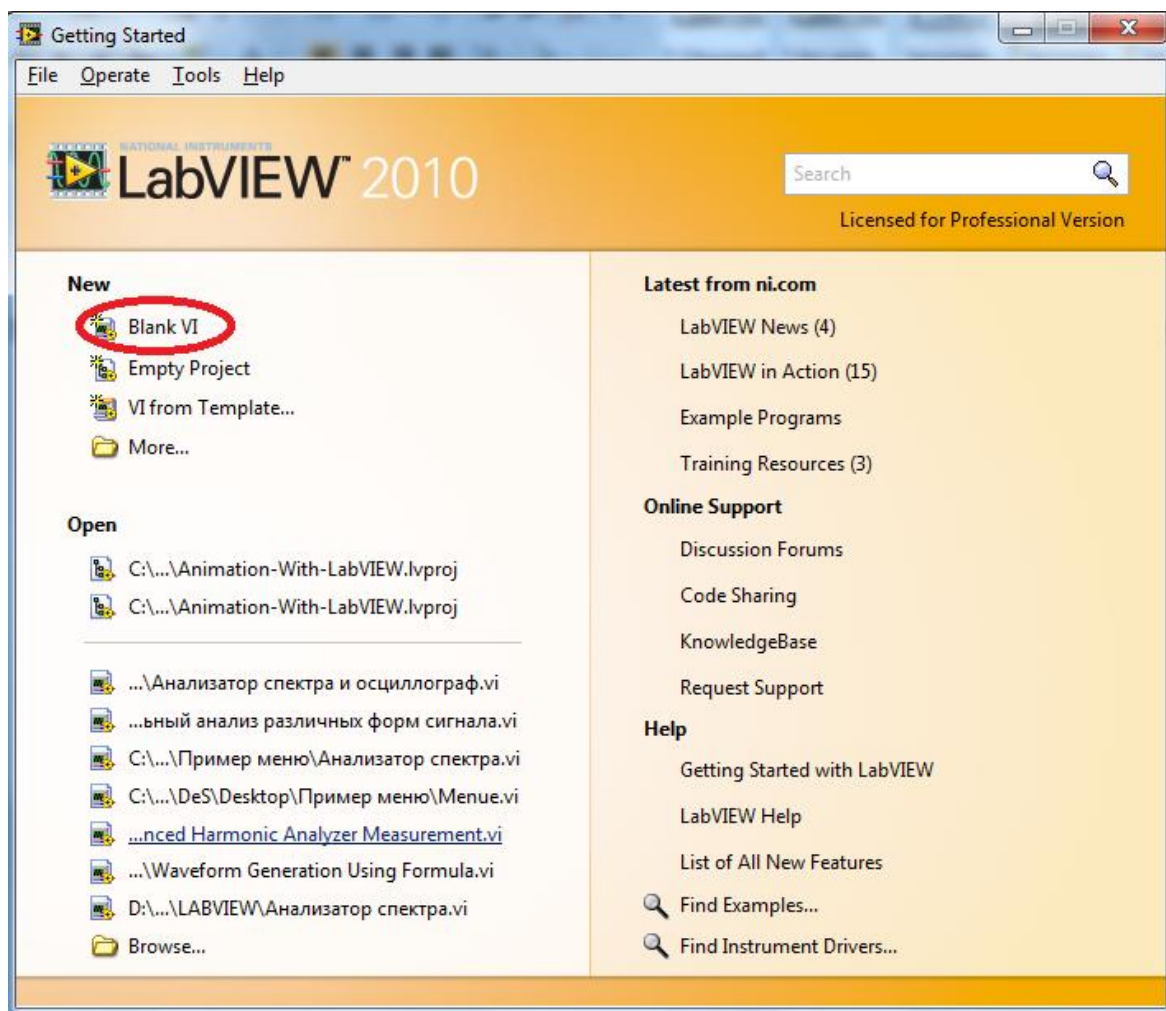 Getting Started
File Operate Tools Help
NATIONAL INSTRUMENTS
LabVIEW™ 2010
Search
Licensed for Professional Version
New
Blank VI
Empty Project
VI from Template...
More...
Open
C:\...\Animation-With-LabVIEW.lvproj
C:\...\Animation-With-LabVIEW.lvproj
...\Анализатор спектра и осциллограф.vi
...ьный анализ различных форм сигнала.vi
C:\...\Пример меню\Анализатор спектра.vi
C:\...\DeS\Desktop\Пример меню\Menue.vi
...nced Harmonic Analyzer Measurement.vi
...\Waveform Generation Using Formula.vi
D:\...\LABVIEW\Анализатор спектра.vi
Browse...
Latest from ni.com
LabVIEW News (4)
LabVIEW in Action (15)
Example Programs
Training Resources (3)
Online Support
Discussion Forums
Code Sharing
KnowledgeBase
Request Support
Help
Getting Started with LabVIEW
LabVIEW Help
List of All New Features
Find Examples...
Find Instrument Drivers...